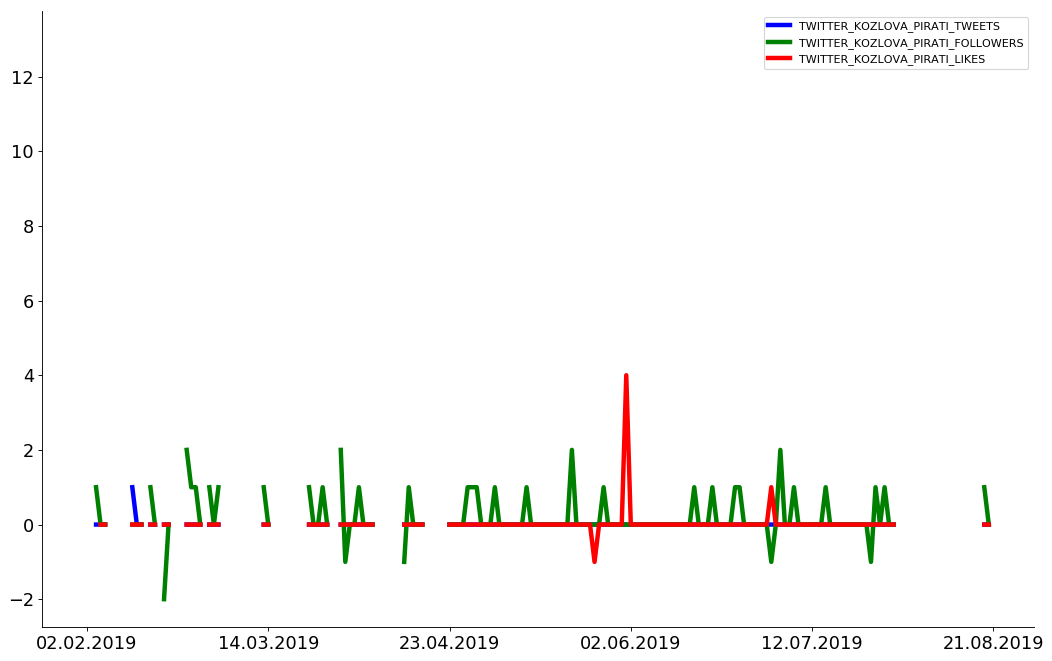 TWITTER_KOZLOVA_PIRATI_TWEETS
TWITTER_KOZLOVA_PIRATI_FOLLOWERS
TWITTER_KOZLOVA_PIRATI_LIKES
12
10
8
6
4
2
0
−2
02.02.2019 14.03.2019 23.04.2019 02.06.2019 12.07.2019 21.08.2019